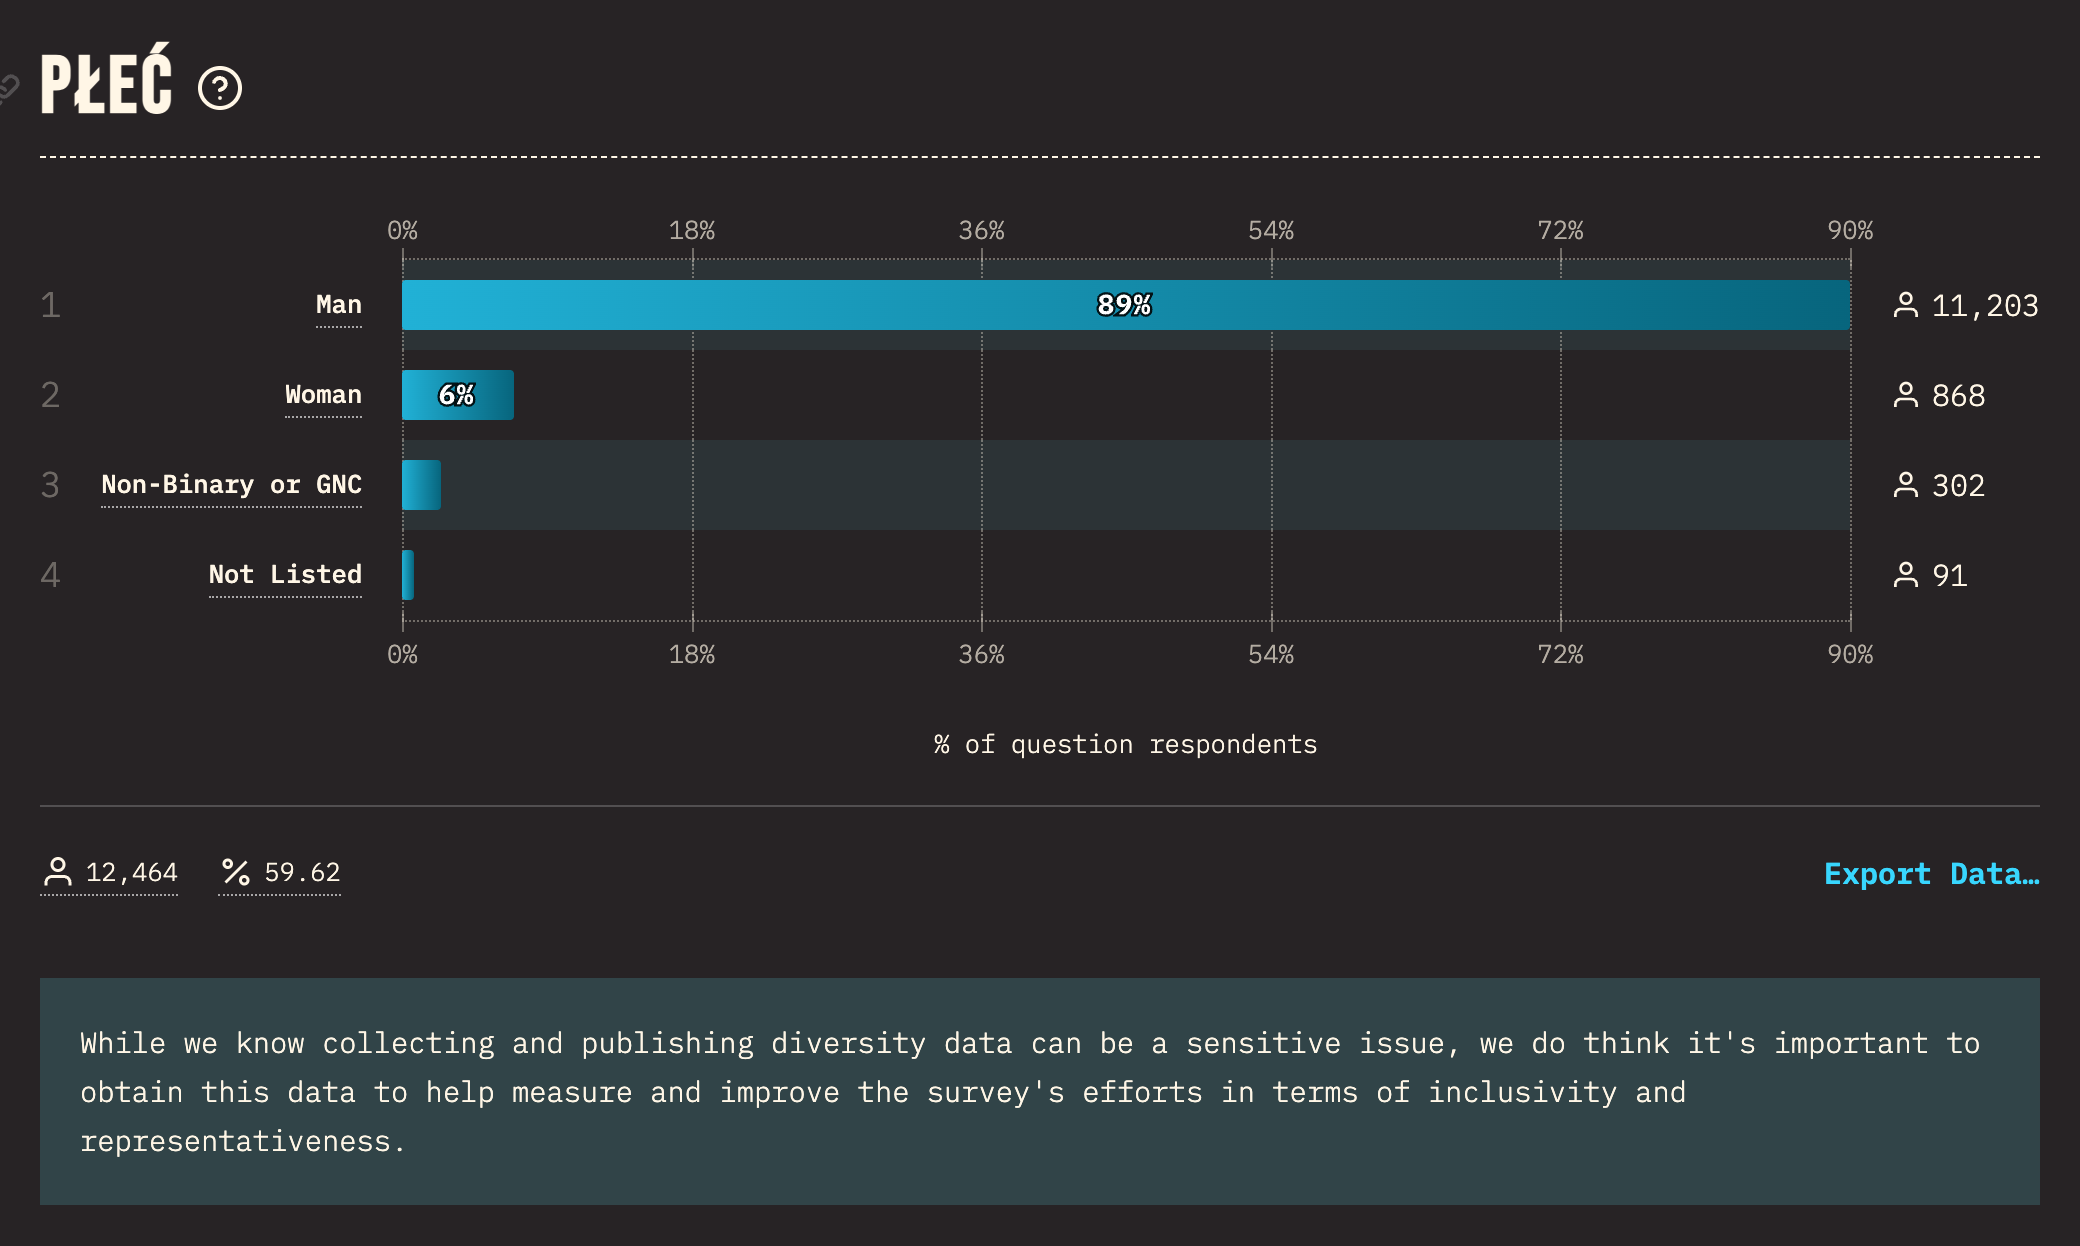 PŁEĆ
0% 18% 36% 54% 72% 90%
1 Man 89% 11,203
2 Woman 6% 868
3 Non-Binary or GNC 302
4 Not Listed 91
0% 18% 36% 54% 72% 90%
% of question respondents
12,464 59.62 Export Data…
While we know collecting and publishing diversity data can be a sensitive issue, we do think it's important to
obtain this data to help measure and improve the survey's efforts in terms of inclusivity and
representativeness.